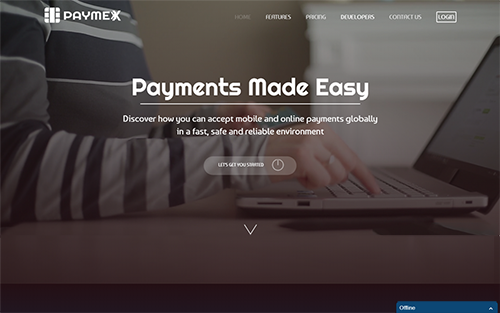 PAYMEX
HOME FEATURES PRICING DEVELOPERS CONTACT US LOGIN
Payments Made Easy
Discover how you can accept mobile and online payments globally
in a fast, safe and reliable environment
LET'S GET YOU STARTED
Offline